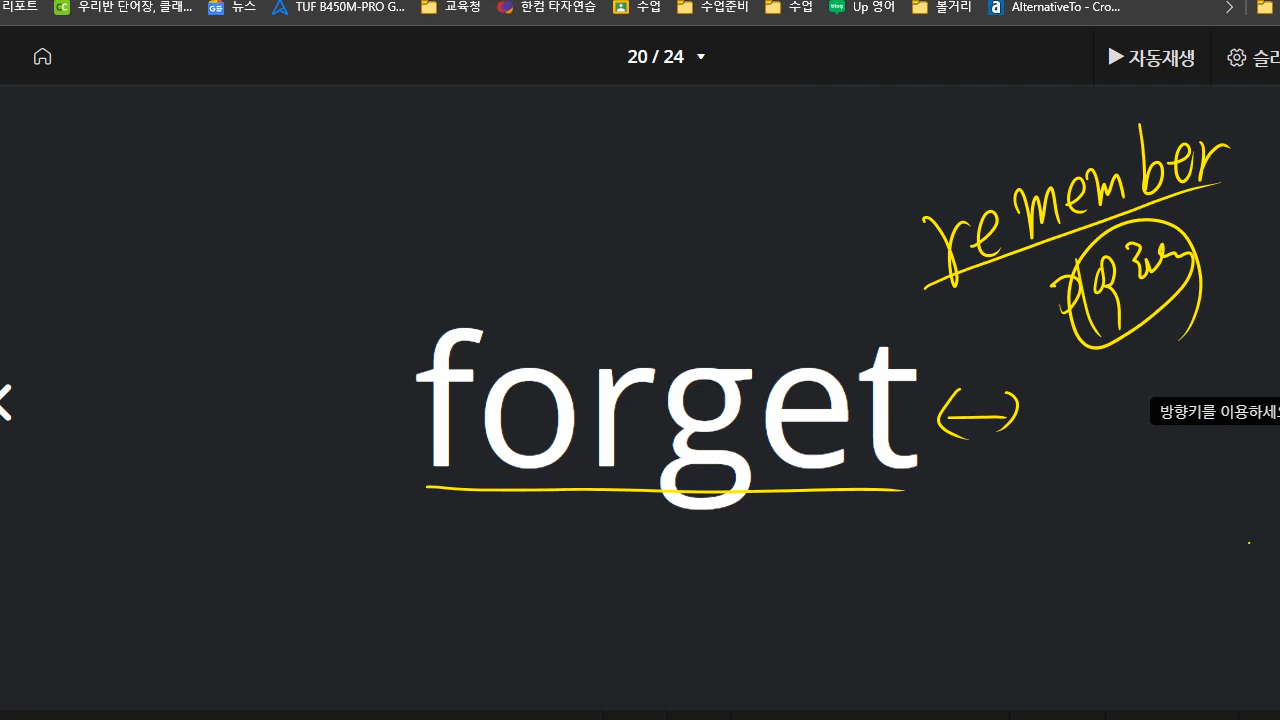 리포트 우리반 단어장, 클래... 뉴스 TUF B450M-PRO G... 교육청 한컴 타자연습 수업 수업준비 수업 Up 영어 볼거리 AlternativeTo - Cro...
20 / 24 자동재생 슬라
remember
forget
방향키를 이용하세요